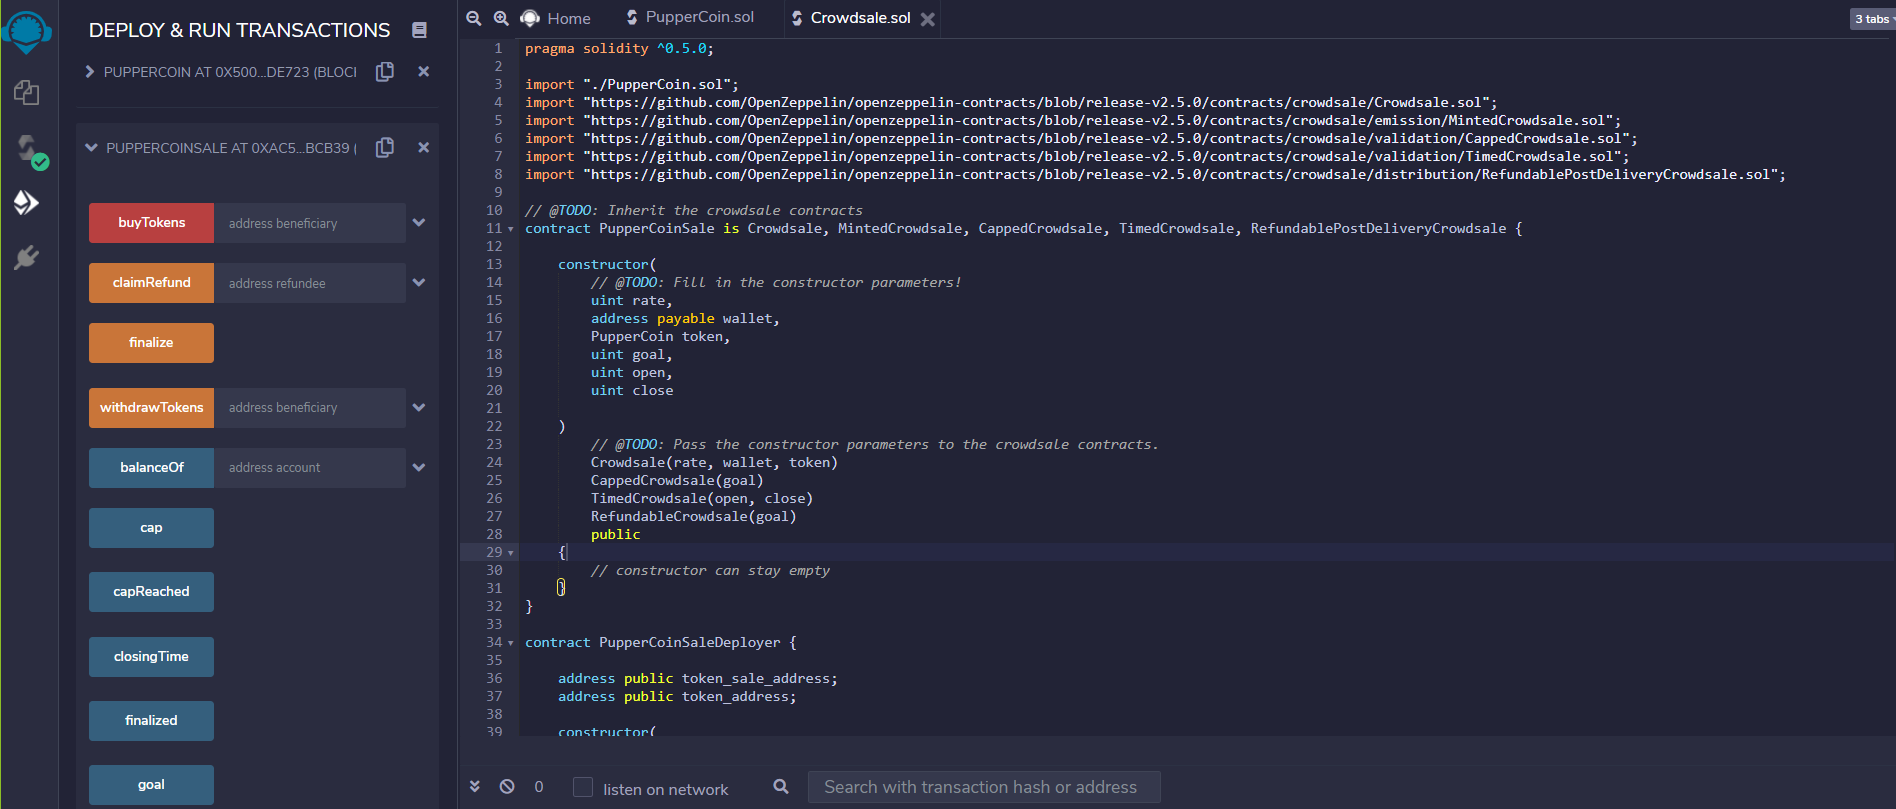 DEPLOY & RUN TRANSACTIONS
PUPPERCOIN AT 0X500...DE723 (BLOCI
PUPPERCOINSALE AT 0XAC5...BCB39 (
buyTokens address beneficiary
claimRefund address refundee
finalize
withdrawTokens address beneficiary
balanceOf address account
cap
capReached
closingTime
finalized
goal
Home PupperCoin.sol Crowdsale.sol 3 tabs
1 pragma solidity ^0.5.0;
2
3 import "./PupperCoin.sol";
4 import "https://github.com/OpenZeppelin/openzeppelin-contracts/blob/release-v2.5.0/contracts/crowdsale/Crowdsale.sol";
5 import "https://github.com/OpenZeppelin/openzeppelin-contracts/blob/release-v2.5.0/contracts/crowdsale/emission/MintedCrowdsale.sol";
6 import "https://github.com/OpenZeppelin/openzeppelin-contracts/blob/release-v2.5.0/contracts/crowdsale/validation/CappedCrowdsale.sol";
7 import "https://github.com/OpenZeppelin/openzeppelin-contracts/blob/release-v2.5.0/contracts/crowdsale/validation/TimedCrowdsale.sol";
8 import "https://github.com/OpenZeppelin/openzeppelin-contracts/blob/release-v2.5.0/contracts/crowdsale/distribution/RefundablePostDeliveryCrowdsale.sol";
9
10 // @TODO: Inherit the crowdsale contracts
11 contract PupperCoinSale is Crowdsale, MintedCrowdsale, CappedCrowdsale, TimedCrowdsale, RefundablePostDeliveryCrowdsale {
12
13 constructor(
14 // @TODO: Fill in the constructor parameters!
15 uint rate,
16 address payable wallet,
17 PupperCoin token,
18 uint goal,
19 uint open,
20 uint close
21
22 )
23 // @TODO: Pass the constructor parameters to the crowdsale contracts.
24 Crowdsale(rate, wallet, token)
25 CappedCrowdsale(goal)
26 TimedCrowdsale(open, close)
27 RefundableCrowdsale(goal)
28 public
29 {
30 // constructor can stay empty
31 }
32 }
33
34 contract PupperCoinSaleDeployer {
35
36 address public token_sale_address;
37 address public token_address;
38
39 constructor(
0 listen on network Search with transaction hash or address